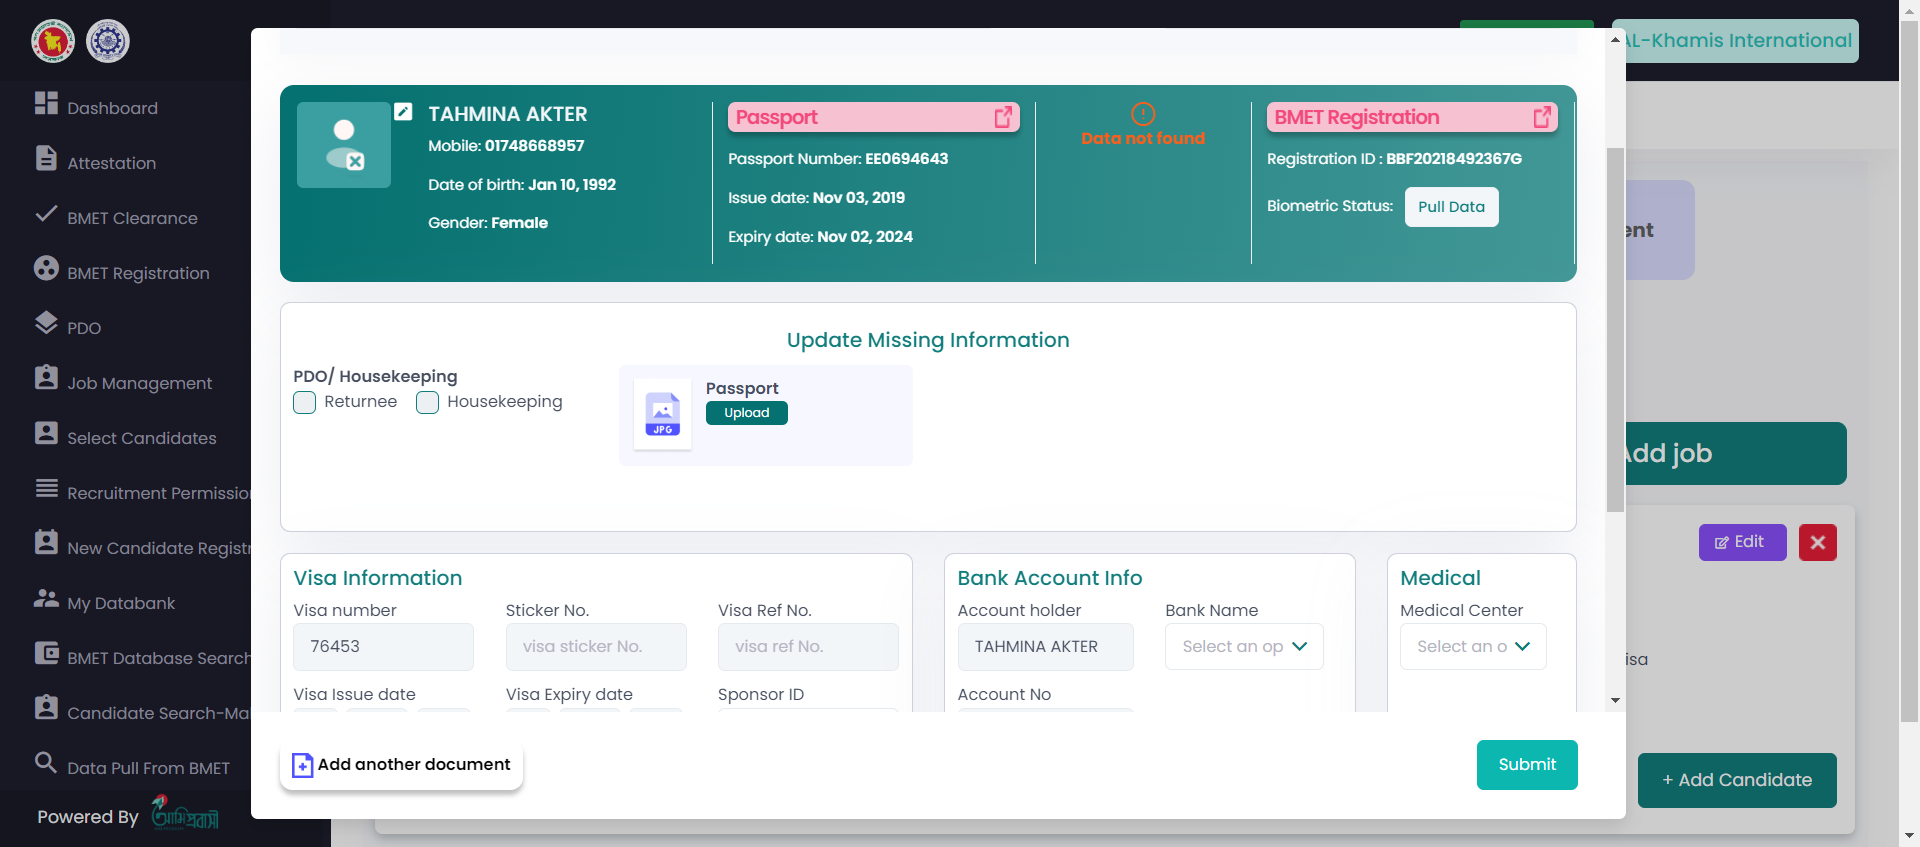 AL-Khamis International
Dashboard
Attestation
BMET Clearance
BMET Registration
PDO
Job Management
Select Candidates
Recruitment Permission
New Candidate Registr
My Databank
BMET Database Search
Candidate Search-Ma
Data Pull From BMET
Powered By আমি প্রবাসী
TAHMINA AKTER
Mobile: 01748668957
Date of birth: Jan 10, 1992
Gender: Female
Passport
Passport Number: EE0694643
Issue date: Nov 03, 2019
Expiry date: Nov 02, 2024
Data not found
BMET Registration
Registration ID : BBF20218492367G
Biometric Status: Pull Data
ent
Update Missing Information
PDO/ Housekeeping
Returnee Housekeeping
JPG
Passport
Upload
Add job
Edit
Visa Information
Visa number Sticker No. Visa Ref No.
76453 visa sticker No. visa ref No.
Visa Issue date Visa Expiry date Sponsor ID
Bank Account Info
Account holder Bank Name
TAHMINA AKTER Select an op
Account No
Medical
Medical Center
Select an o
isa
Add another document
Submit
+ Add Candidate